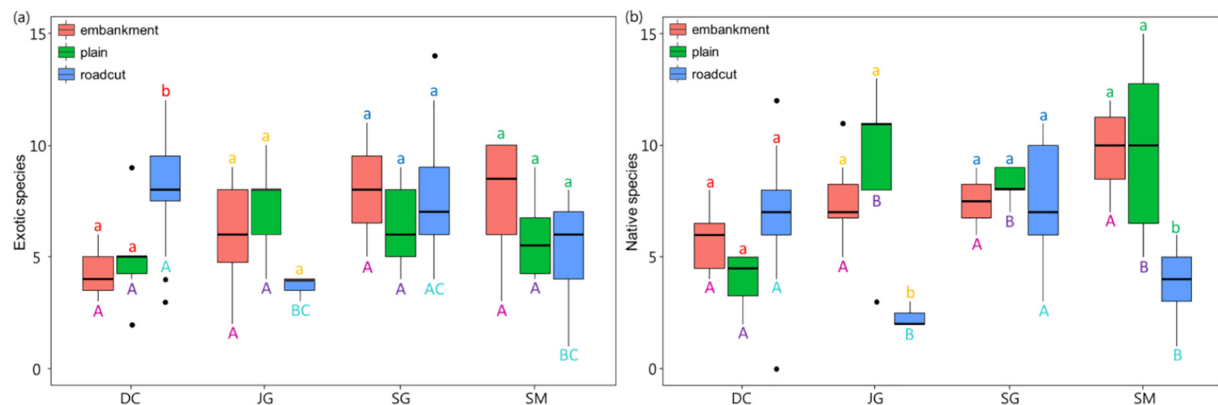 (a)
embankment
plain
roadcut
15
10
5
0
Exotic species
a a b
A A A
a a a
A A BC
a a a
A A AC
a a a
A A BC
DC JG SG SM
(b)
embankment
plain
roadcut
15
10
5
0
Native species
a a a
A A A
a a b
A B B
a a a
A B A
a a b
A B B
DC JG SG SM